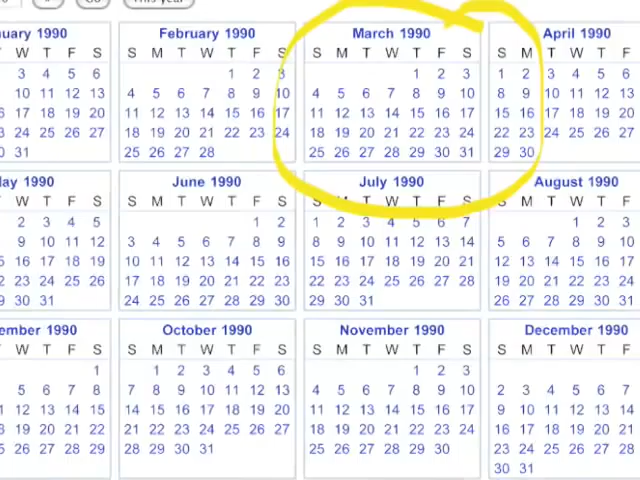 This year
uary 1990
W T F S
3 4 5 6
10 11 12 13
17 18 19 20
24 25 26 27
31
February 1990
S M T W T F S
1 2 3
4 5 6 7 8 9 10
11 12 13 14 15 16 17
18 19 20 21 22 23 24
25 26 27 28
March 1990
S M T W T F S
1 2 3
4 5 6 7 8 9 10
11 12 13 14 15 16 17
18 19 20 21 22 23 24
25 26 27 28 29 30 31
April 1990
S M T W T F
1 2 3 4 5 6
8 9 10 11 12 13
15 16 17 18 19 20
22 23 24 25 26 27
29 30
ay 1990
W T F S
2 3 4 5
9 10 11 12
16 17 18 19
23 24 25 26
30 31
June 1990
S M T W T F S
1 2
3 4 5 6 7 8 9
10 11 12 13 14 15 16
17 18 19 20 21 22 23
24 25 26 27 28 29 30
July 1990
S M T W T F S
1 2 3 4 5 6 7
8 9 10 11 12 13 14
15 16 17 18 19 20 21
22 23 24 25 26 27 28
29 30 31
August 1990
S M T W T F
1 2 3
5 6 7 8 9 10
12 13 14 15 16 17
19 20 21 22 23 24
26 27 28 29 30 31
ember 1990
W T F S
1
5 6 7 8
12 13 14 15
19 20 21 22
26 27 28 29
October 1990
S M T W T F S
1 2 3 4 5 6
7 8 9 10 11 12 13
14 15 16 17 18 19 20
21 22 23 24 25 26 27
28 29 30 31
November 1990
S M T W T F S
1 2 3
4 5 6 7 8 9 10
11 12 13 14 15 16 17
18 19 20 21 22 23 24
25 26 27 28 29 30
December 1990
S M T W T F
2 3 4 5 6 7
9 10 11 12 13 14
16 17 18 19 20 21
23 24 25 26 27 28
30 31